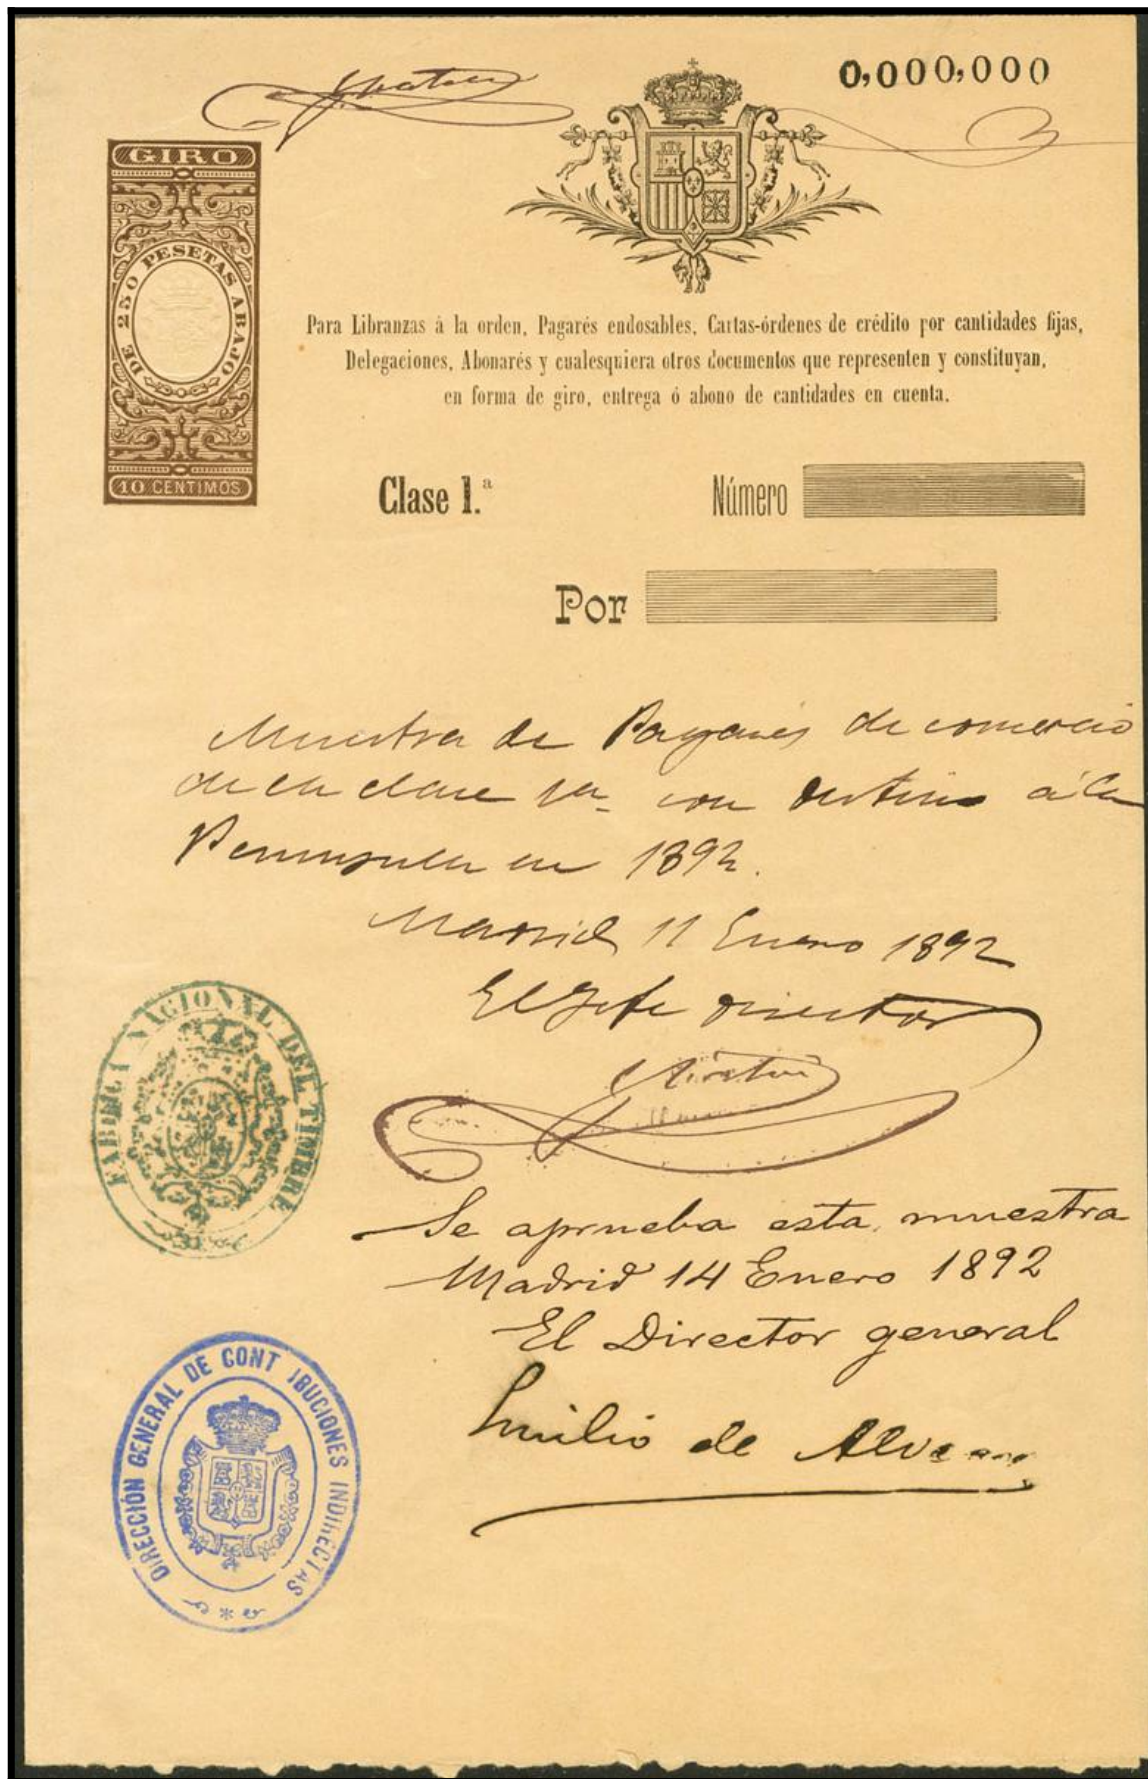 0,000,000
GIRO
DE 250 PESETAS ABAJO
10 CENTIMOS
Para Libranzas á la orden, Pagarés endosables, Cartas-órdenes de crédito por cantidades fijas,
Delegaciones, Abonarés y cualesquiera otros documentos que representen y constituyan,
en forma de giro, entrega ó abono de cantidades en cuenta.
Clase 1.ª
Número
Por
Muestra de Pagarés de comercio
de la clase 1a con destino á la
Peninsula en 1892.
Madrid 11 Enero 1892
El Jefe Director
FABRICA NACIONAL DEL TIMBRE
Se aprueba esta muestra
Madrid 14 Enero 1892
El Director general
Emilio de
DIRECCIÓN GENERAL DE CONT IBUCIONES INDIRECTAS